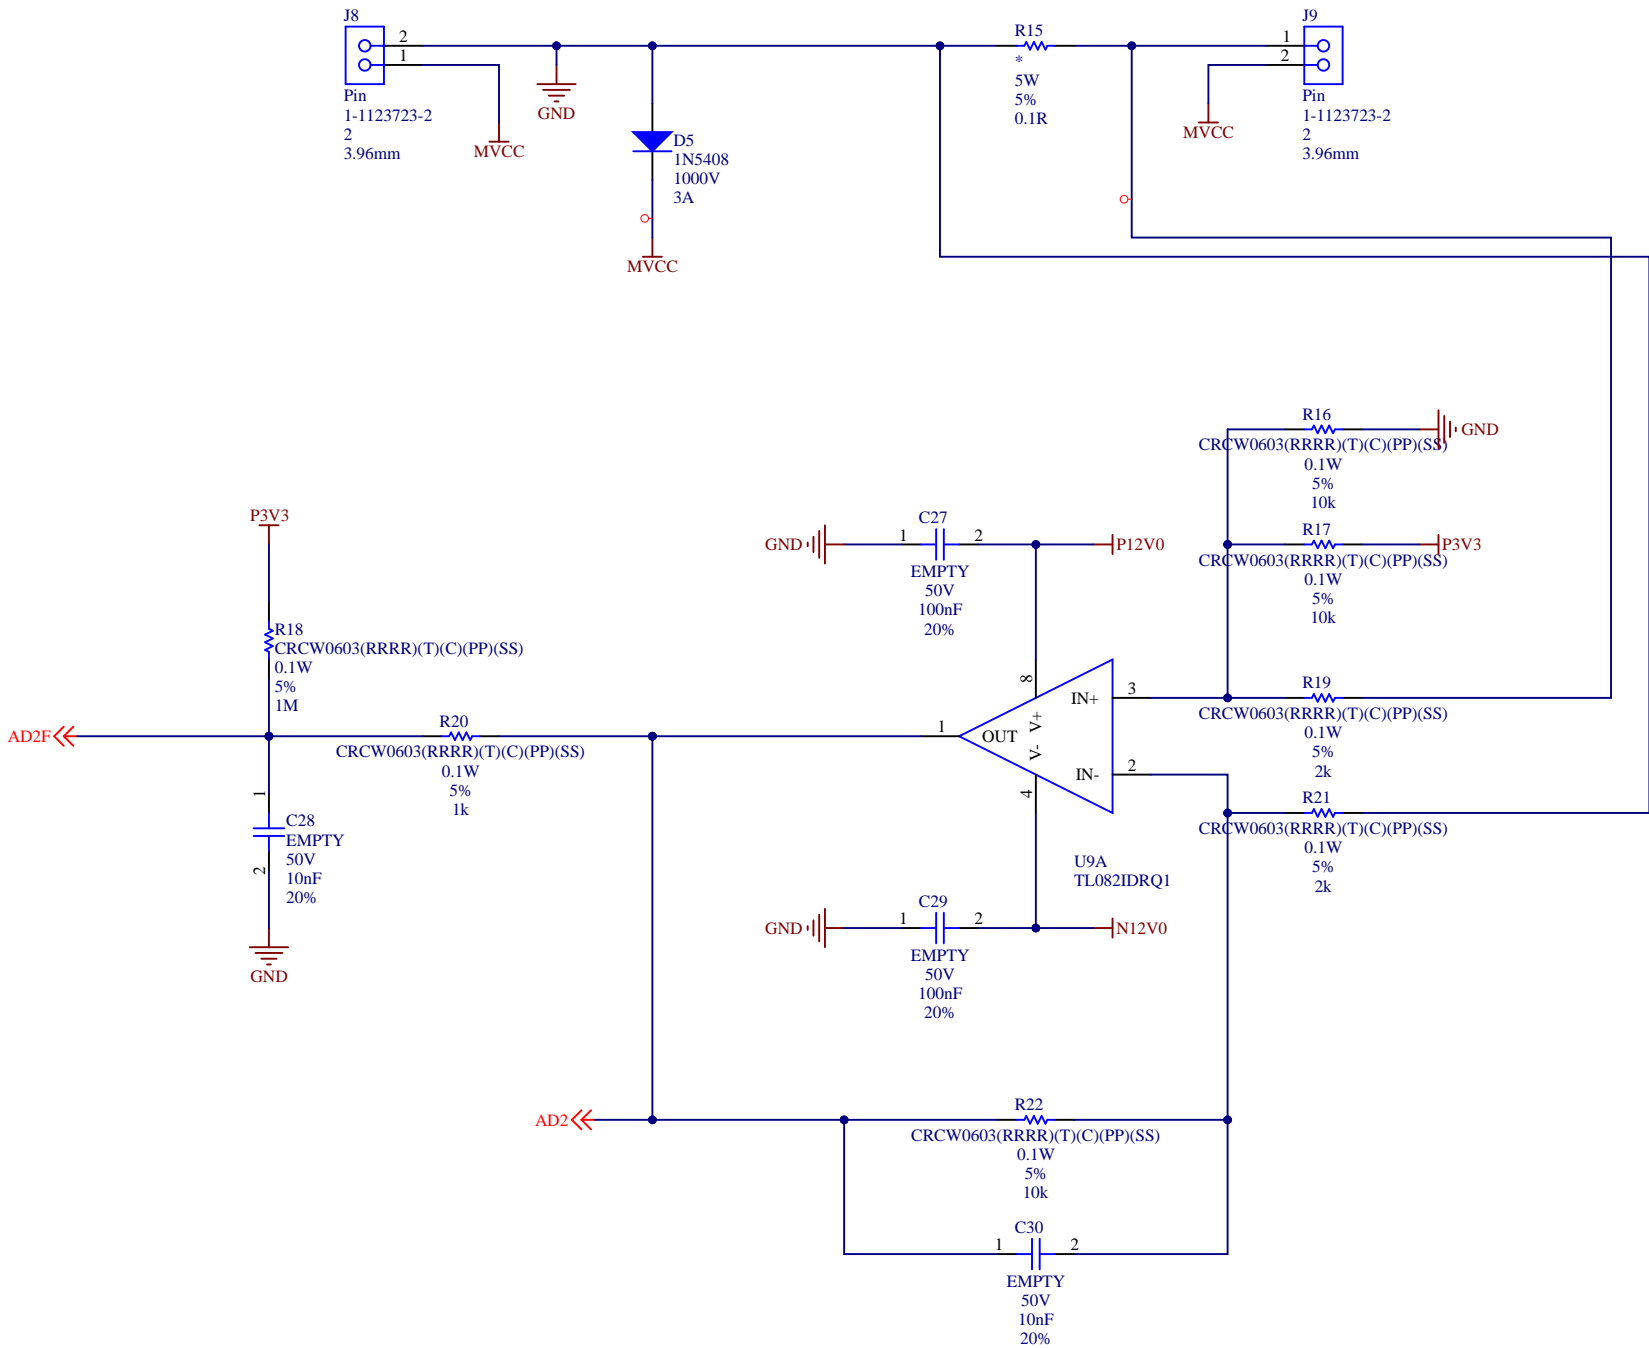 J8
2
1
Pin
1-1123723-2
2
3.96mm
MVCC
GND
D5
1N5408
1000V
3A
MVCC
R15
*
5W
5%
0.1R
J9
1
2
Pin
1-1123723-2
2
3.96mm
MVCC
R16
CRCW0603(RRRR)(T)(C)(PP)(SS)
0.1W
5%
10k
GND
R17
CRCW0603(RRRR)(T)(C)(PP)(SS)
0.1W
5%
10k
P3V3
C27
1
2
GND
EMPTY
50V
100nF
20%
P12V0
P3V3
R18
CRCW0603(RRRR)(T)(C)(PP)(SS)
0.1W
5%
1M
AD2F
R20
CRCW0603(RRRR)(T)(C)(PP)(SS)
0.1W
5%
1k
1
2
C28
EMPTY
50V
10nF
20%
GND
8
3
IN+
V+
1
OUT
V-
IN-
2
4
U9A
TL082IDRQ1
R19
CRCW0603(RRRR)(T)(C)(PP)(SS)
0.1W
5%
2k
R21
CRCW0603(RRRR)(T)(C)(PP)(SS)
0.1W
5%
2k
C29
1
2
GND
EMPTY
50V
100nF
20%
N12V0
AD2
R22
CRCW0603(RRRR)(T)(C)(PP)(SS)
0.1W
5%
10k
C30
1
2
EMPTY
50V
10nF
20%